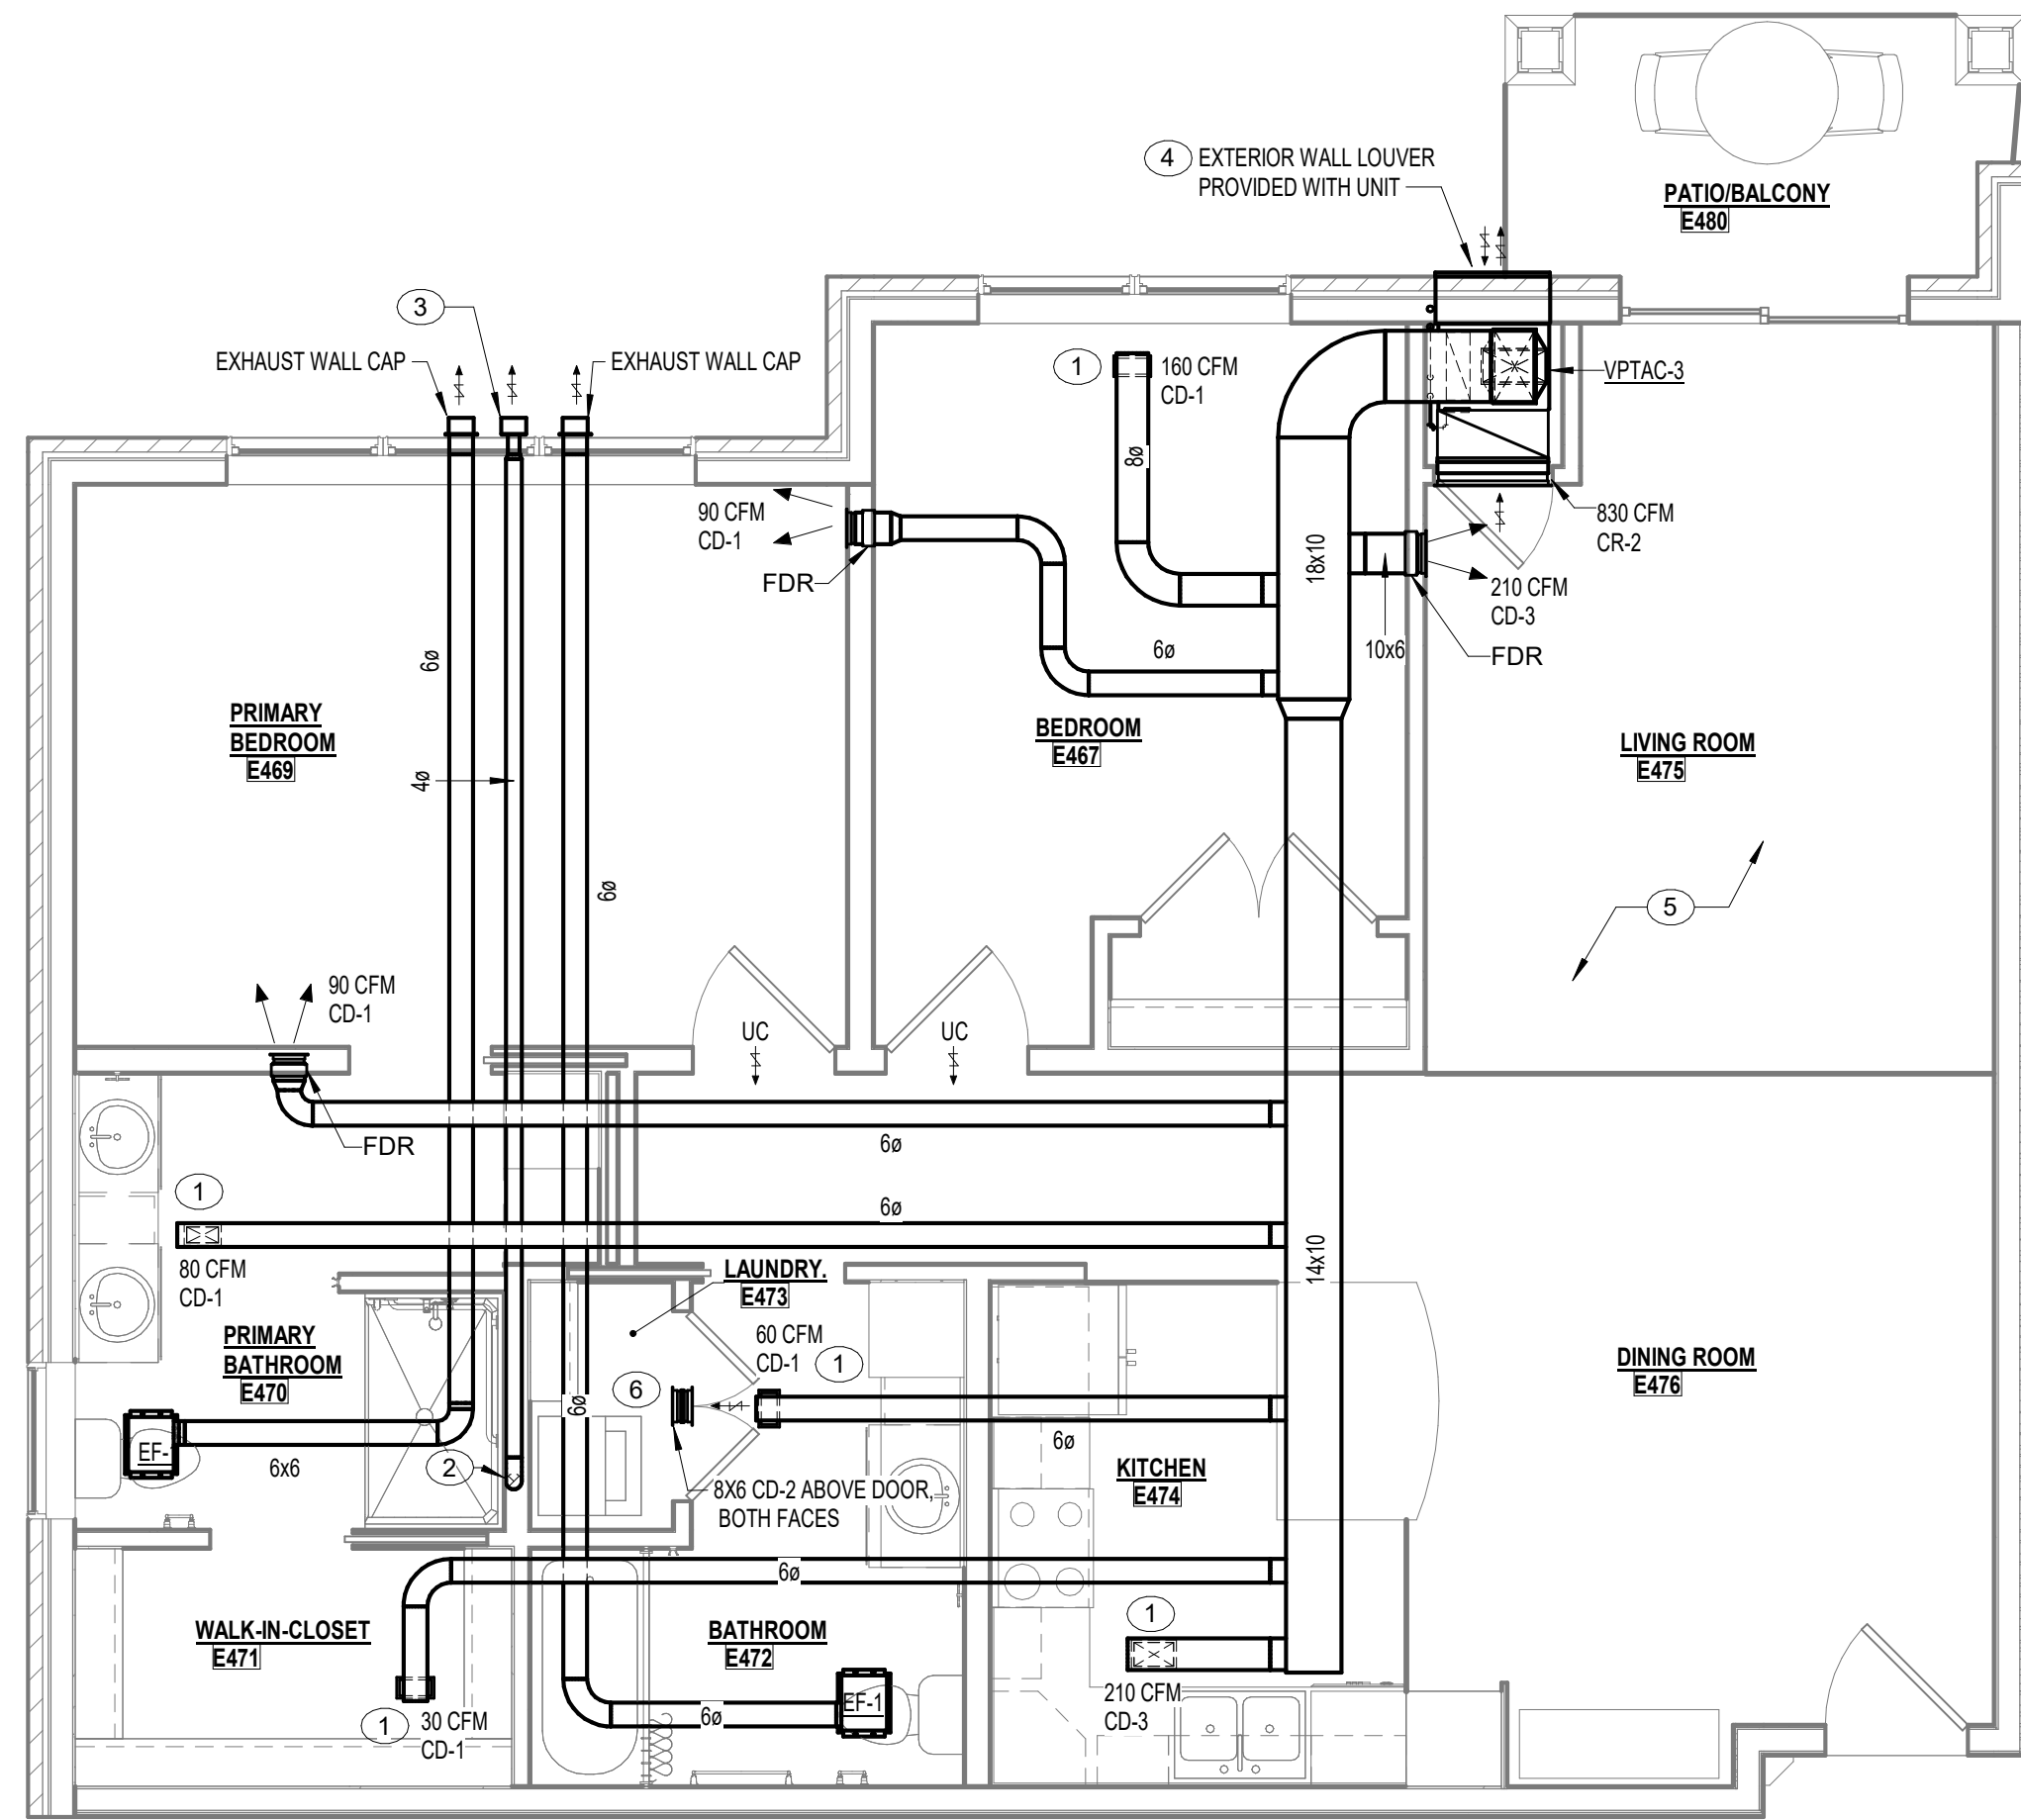 4 EXTERIOR WALL LOUVER
PROVIDED WITH UNIT
PATIO/BALCONY
E480
3
EXHAUST WALL CAP
EXHAUST WALL CAP
1
160 CFM
CD-1
VPTAC-3
8ø
90 CFM
CD-1
FDR
830 CFM
CR-2
18x10
210 CFM
CD-3
10x6
FDR
6ø
6ø
PRIMARY
BEDROOM
E469
4ø
BEDROOM
E467
LIVING ROOM
E475
6ø
5
90 CFM
CD-1
UC
UC
FDR
6ø
1
6ø
80 CFM
CD-1
LAUNDRY.
E473
14x10
PRIMARY
BATHROOM
E470
60 CFM
CD-1
1
DINING ROOM
E476
6
6ø
EF-
6x6
2
6ø
KITCHEN
E474
8X6 CD-2 ABOVE DOOR,
BOTH FACES
6ø
WALK-IN-CLOSET
E471
BATHROOM
E472
1
1
30 CFM
CD-1
6ø
EF-1
210 CFM
CD-3